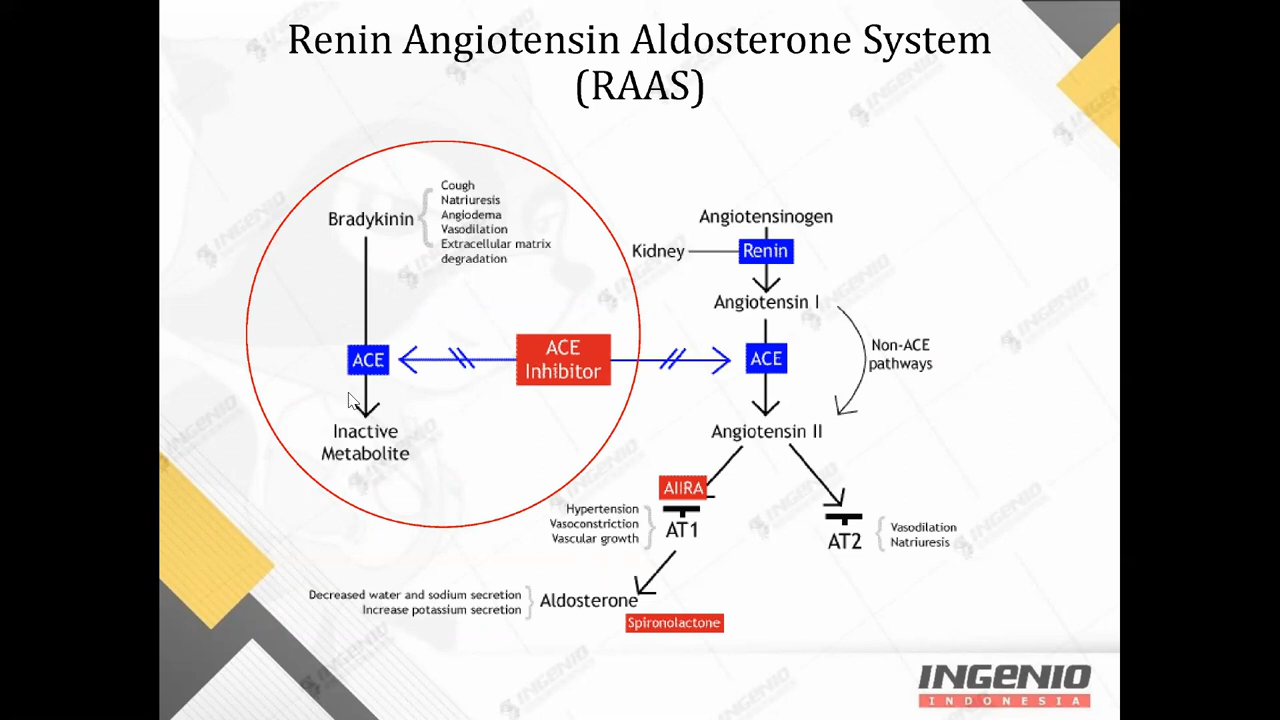 Renin Angiotensin Aldosterone System
(RAAS)
Bradykinin
Cough
Natriuresis
Angiodema
Vasodilation
Extracellular matrix
degradation
ACE
Inactive
Metabolite
ACE
Inhibitor
Angiotensinogen
Kidney
Renin
Angiotensin I
Non-ACE
pathways
ACE
Angiotensin II
AIIRA
Hypertension
Vasoconstriction
Vascular growth
AT1
AT2
Vasodilation
Natriuresis
Decreased water and sodium secretion
Increase potassium secretion
Aldosterone
Spironolactone
INGENIO
INDONESIA